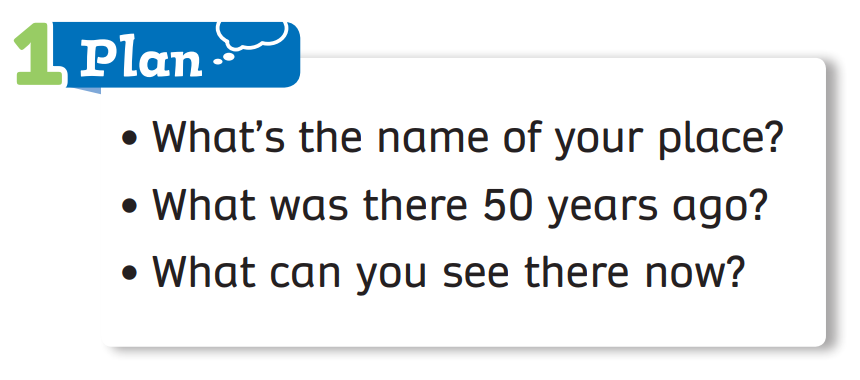 1 Plan
• What's the name of your place?
• What was there 50 years ago?
• What can you see there now?